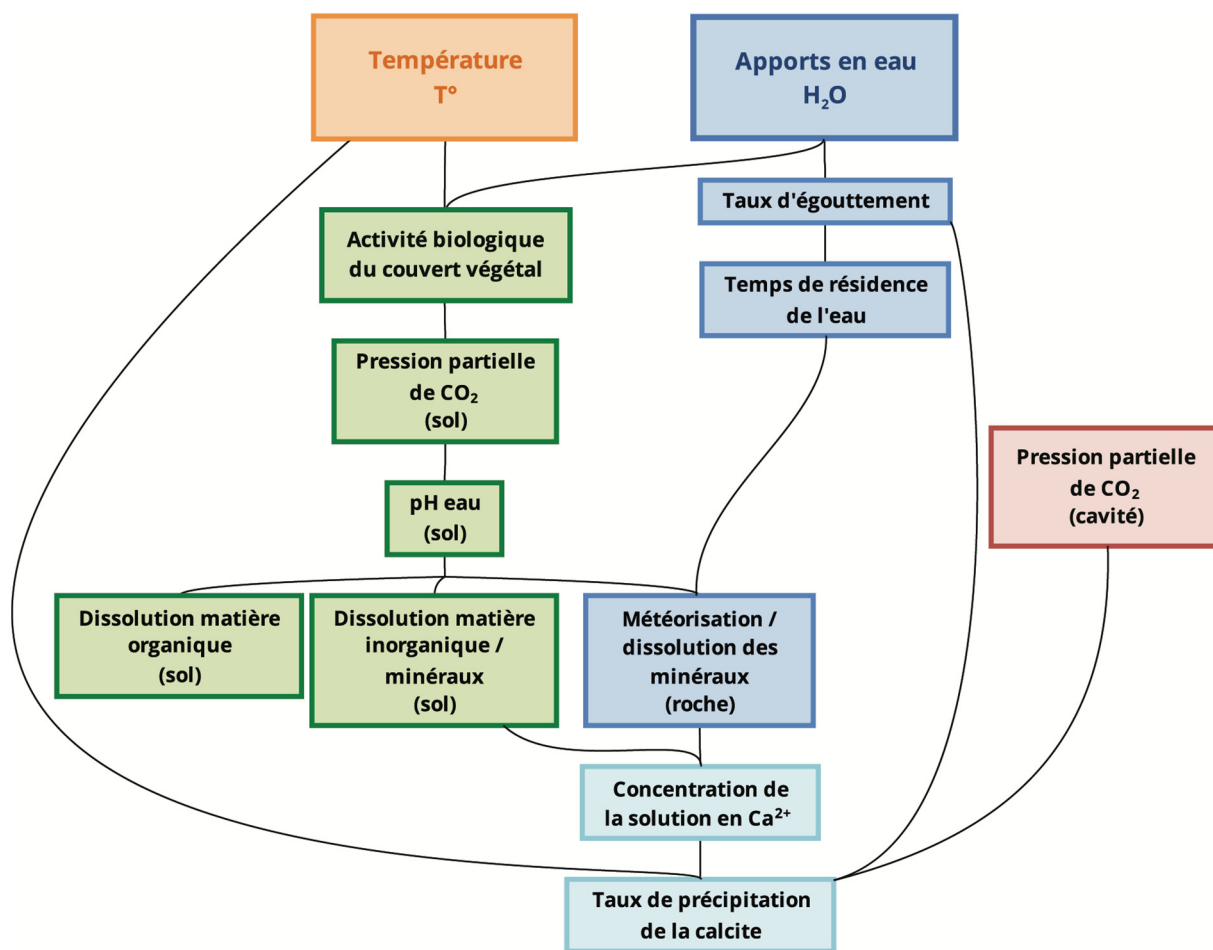 Température
T°
Apports en eau
H₂O
Taux d'égouttement
Activité biologique
du couvert végétal
Temps de résidence
de l'eau
Pression partielle
de CO₂
(sol)
Pression partielle
de CO₂
(cavité)
pH eau
(sol)
Dissolution matière
organique
(sol)
Dissolution matière
inorganique /
minéraux
(sol)
Météorisation /
dissolution des
minéraux
(roche)
Concentration de
la solution en Ca²⁺
Taux de précipitation
de la calcite